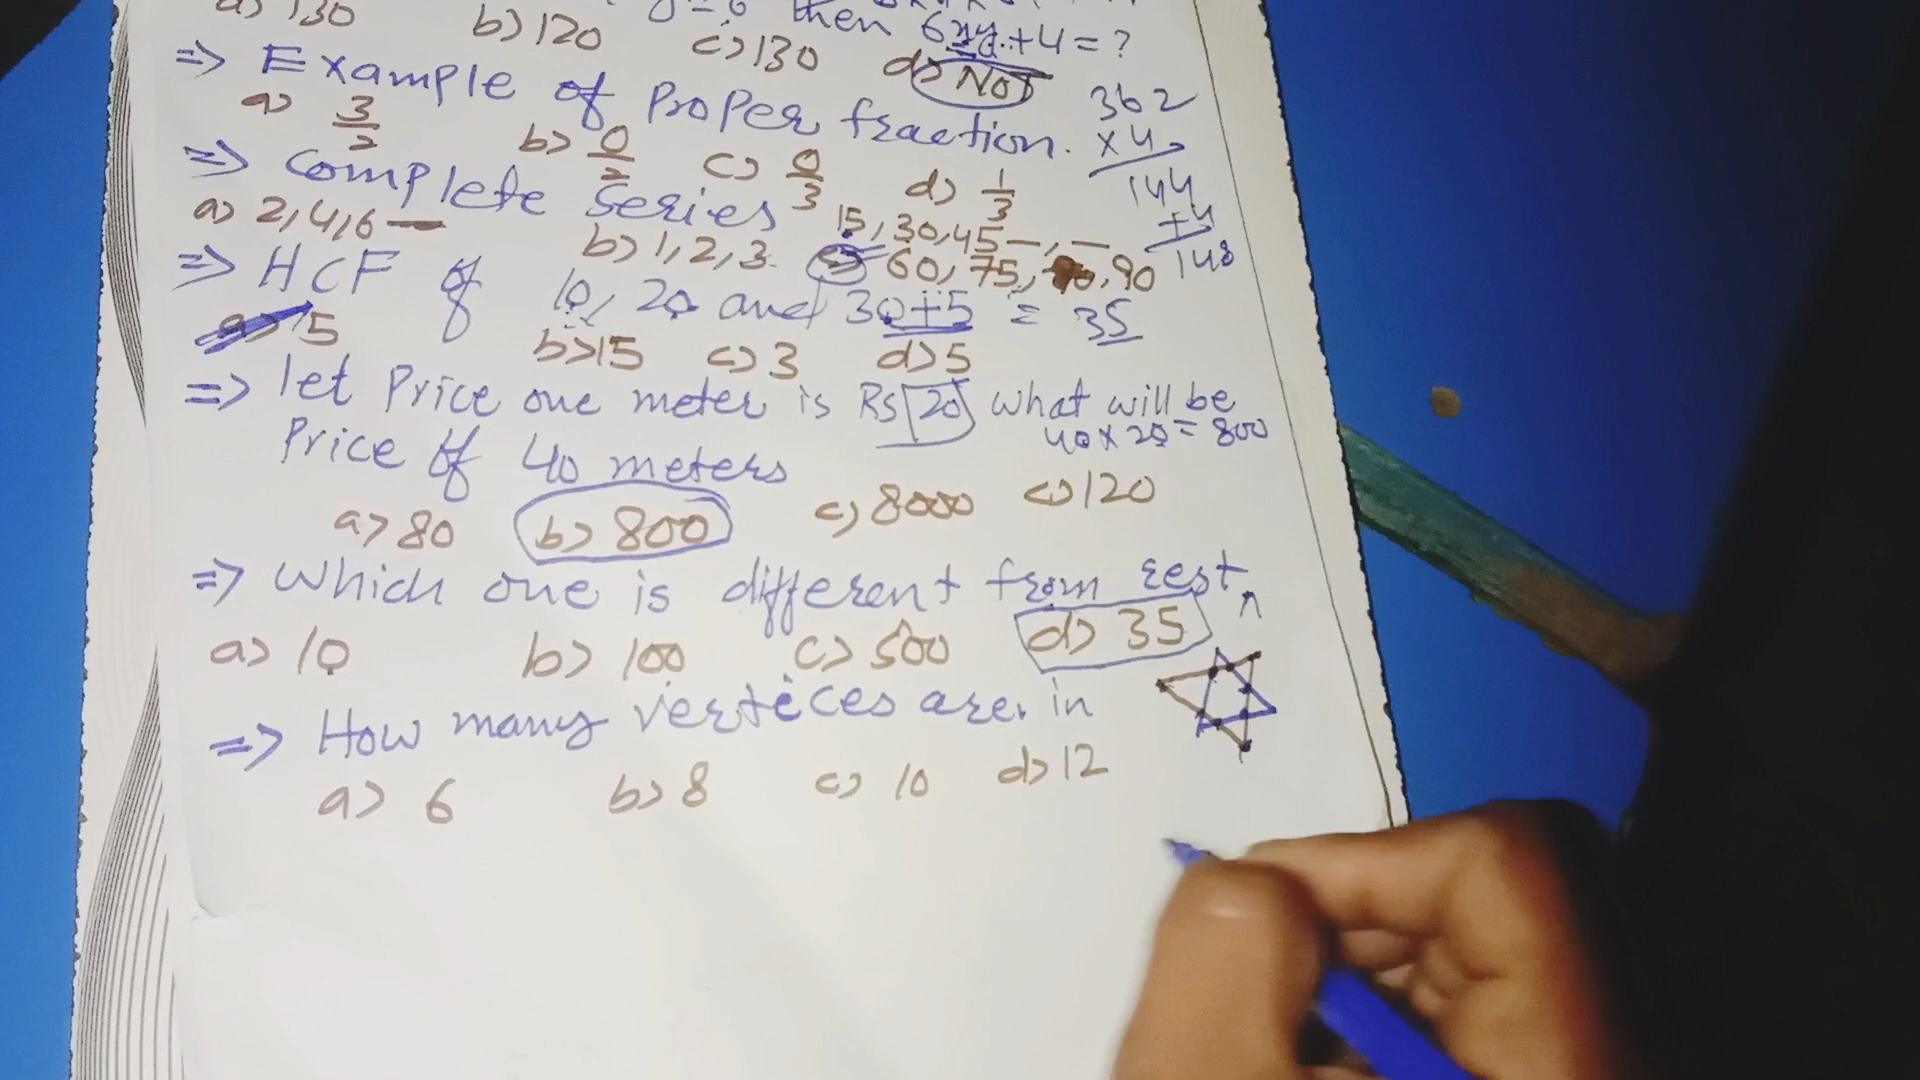 a) 130 b) 120 c) 130 d) Not
then 6xy+4=?
362
×4
144
+4
148
=> Example of Proper fraction.
a) 3/2 b) 0/2 c) 0/3 d) 1/3
=> Complete Series 15,30,45—,—
a) 2,4,6— b) 1,2,3 60,75, 90
=> HCF of 10, 20 and 30+5 = 35
a) 5 b) 15 c) 3 d) 5
=> let Price one meter is Rs 20 what will be
Price of 40 meters 40×20=800
a) 80 b) 800 c) 8000 c) 120
=> Which one is different from rest
a) 10 b) 100 c) 500 d) 35
=> How many vertices are in
a) 6 b) 8 c) 10 d) 12